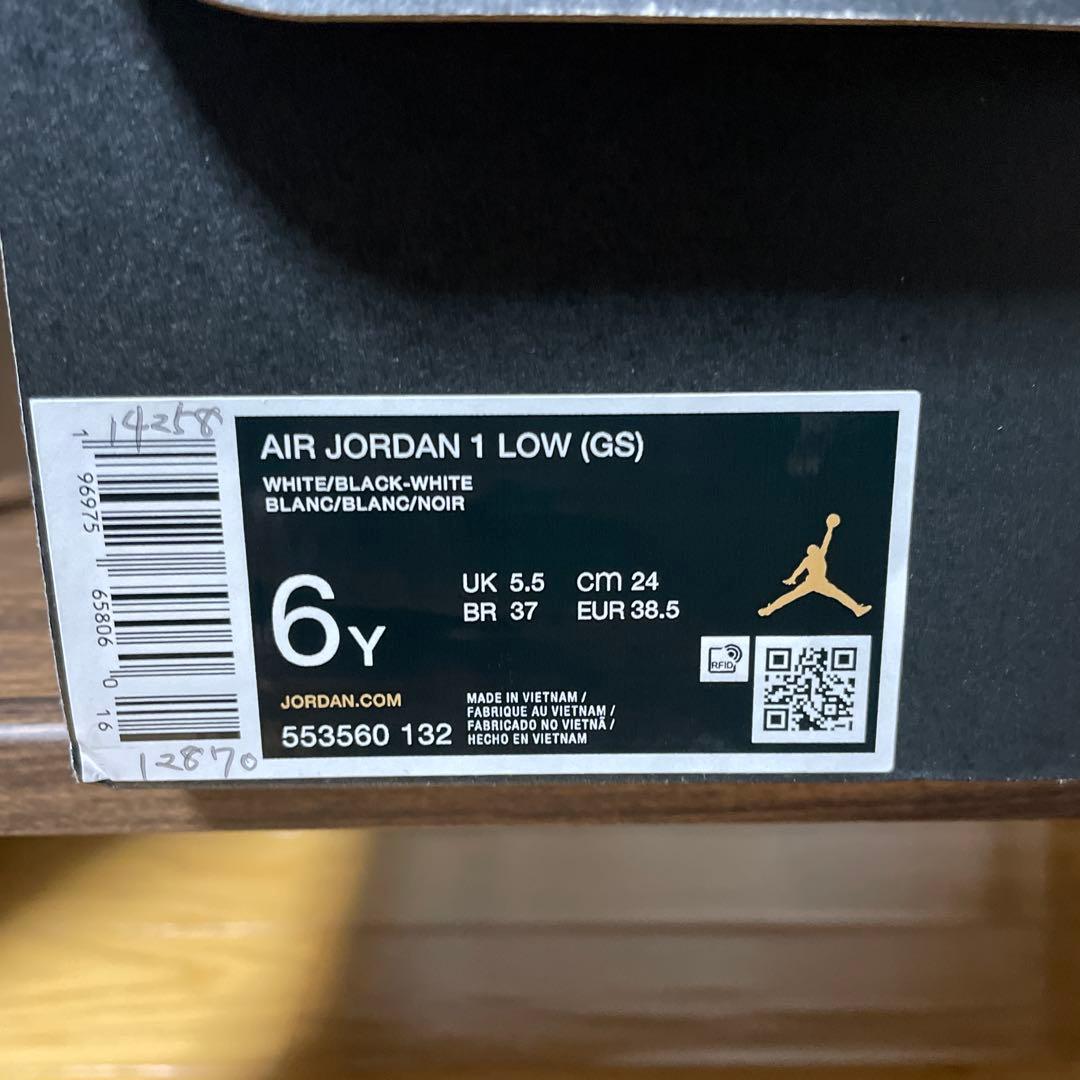 14258
1 96975 65806 0 16
12870
AIR JORDAN 1 LOW (GS)
WHITE/BLACK-WHITE
BLANC/BLANC/NOIR
6Y
UK 5.5 cm 24
BR 37 EUR 38.5
RFID
JORDAN.COM
553560 132
MADE IN VIETNAM /
FABRIQUE AU VIETNAM /
FABRICADO NO VIETNÃ /
HECHO EN VIETNAM